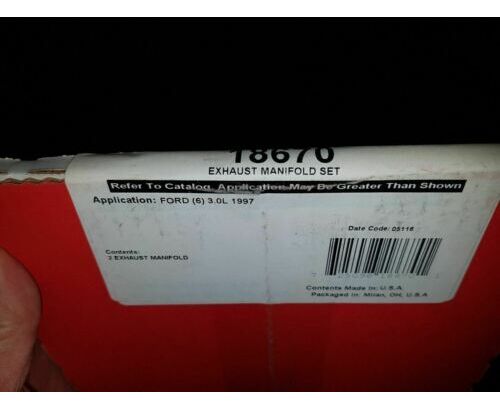 18670
EXHAUST MANIFOLD SET
Refer To Catalog, Application May Be Greater Than Shown
Application: FORD (6) 3.0L 1997
Date Code: 05116
Contents:
2 EXHAUST MANIFOLD
Contents Made in: U.S.A.
Packaged in: Milan, OH, U.S.A.